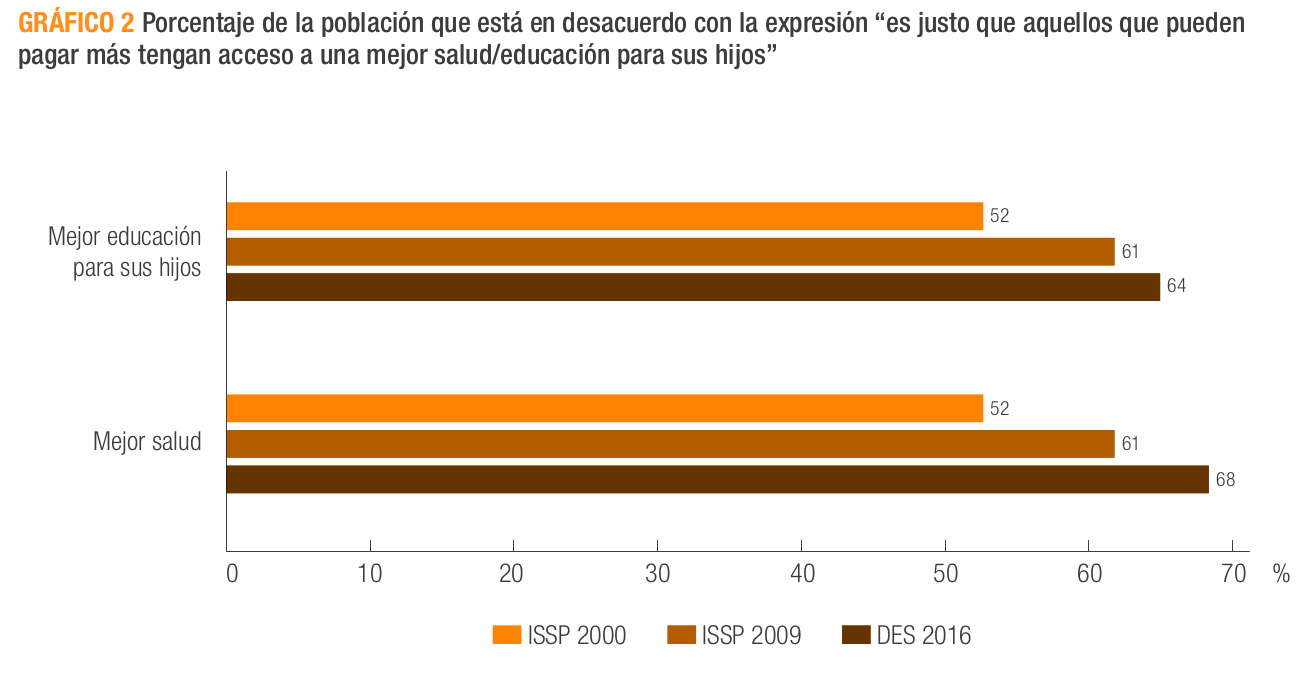 GRÁFICO 2 Porcentaje de la población que está en desacuerdo con la expresión “es justo que aquellos que pueden
pagar más tengan acceso a una mejor salud/educación para sus hijos”
Mejor educación
para sus hijos
52
61
64
Mejor salud
52
61
68
0 10 20 30 40 50 60 70 %
ISSP 2000 ISSP 2009 DES 2016